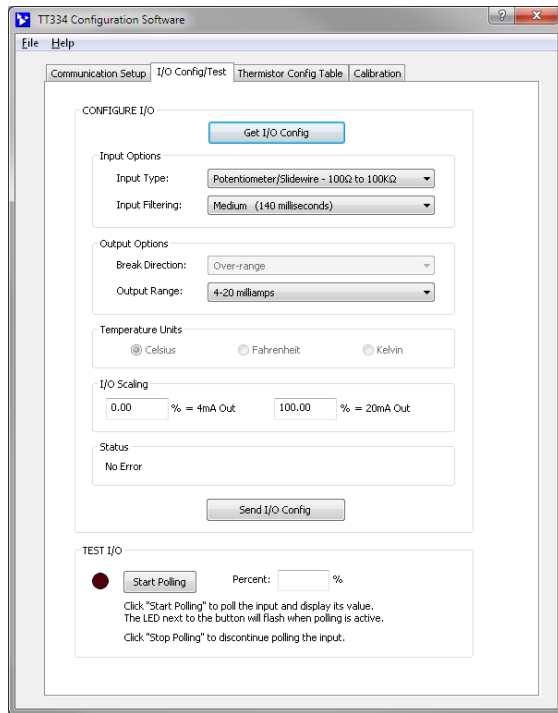 TT334 Configuration Software
File Help
Communication Setup I/O Config/Test Thermistor Config Table Calibration
CONFIGURE I/O
Get I/O Config
Input Options
Input Type: Potentiometer/Slidewire - 100Ω to 100KΩ
Input Filtering: Medium (140 milliseconds)
Output Options
Break Direction: Over-range
Output Range: 4-20 milliamps
Temperature Units
Celsius Fahrenheit Kelvin
I/O Scaling
0.00 % = 4mA Out 100.00 % = 20mA Out
Status
No Error
Send I/O Config
TEST I/O
Start Polling Percent: %
Click "Start Polling" to poll the input and display its value.
The LED next to the button will flash when polling is active.
Click "Stop Polling" to discontinue polling the input.